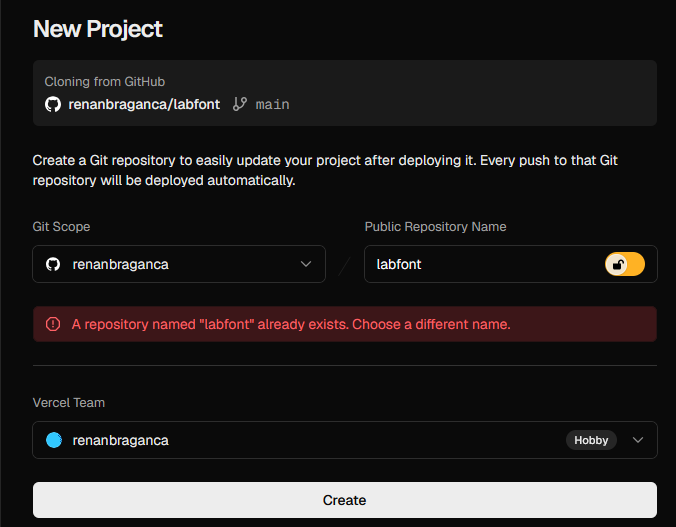 New Project
Cloning from GitHub
renanbraganca/labfont main
Create a Git repository to easily update your project after deploying it. Every push to that Git
repository will be deployed automatically.
Git Scope
Public Repository Name
renanbraganca
labfont
A repository named "labfont" already exists. Choose a different name.
Vercel Team
renanbraganca Hobby
Create